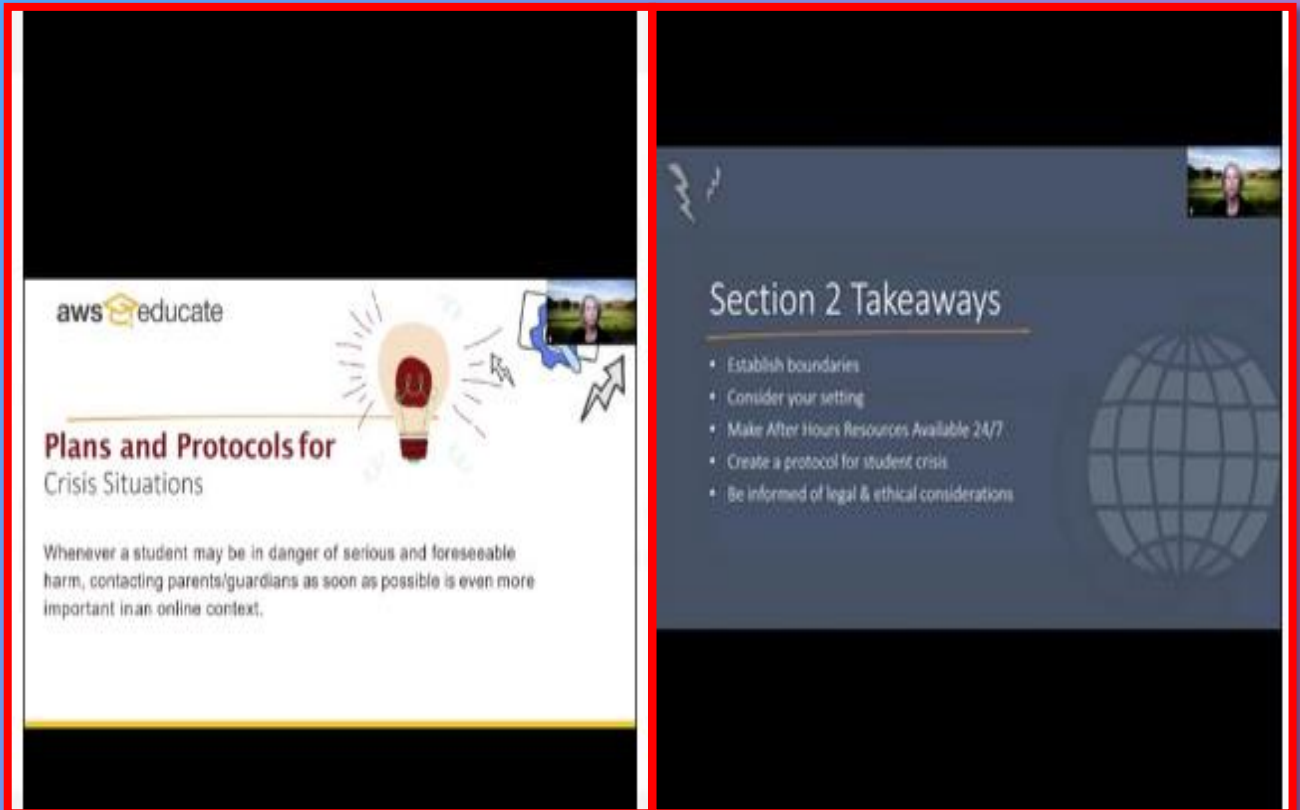 aws educate
Plans and Protocols for
Crisis Situations
Whenever a student may be in danger of serious and foreseeable
harm, contacting parents/guardians as soon as possible is even more
important in an online context.
Section 2 Takeaways
• Establish boundaries
• Consider your setting
• Make After Hours Resources Available 24/7
• Create a protocol for student crisis
• Be informed of legal & ethical considerations